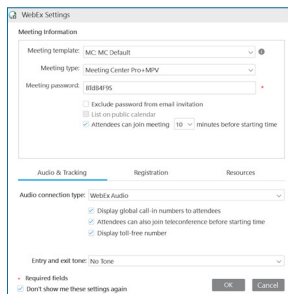 WebEx Settings
Meeting Information
Meeting template: MC: MC Default
Meeting type: Meeting Center Pro+MPV
Meeting password: 81dB4F9S *
Exclude password from email invitation
List on public calendar
Attendees can join meeting 10 minutes before starting time
Audio & Tracking Registration Resources
Audio connection type: WebEx Audio
Display global call-in numbers to attendees
Attendees can also join teleconference before starting time
Display toll-free number
Entry and exit tone: No Tone
* Required fields
Don't show me these settings again
OK Cancel